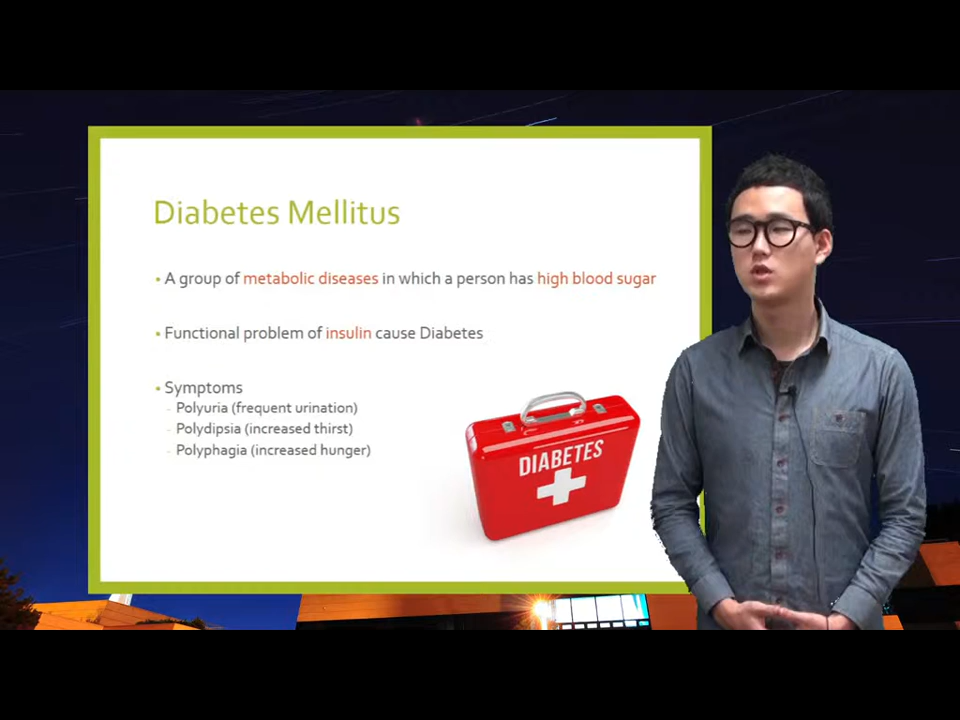 Diabetes Mellitus
• A group of metabolic diseases in which a person has high blood sugar
• Functional problem of insulin cause Diabetes
• Symptoms
- Polyuria (frequent urination)
- Polydipsia (increased thirst)
- Polyphagia (increased hunger)
DIABETES